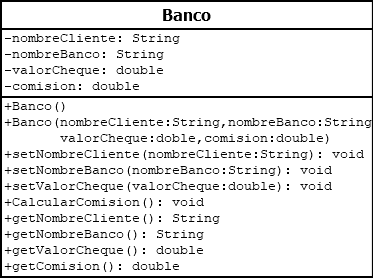 Banco
-nombreCliente: String
-nombreBanco: String
-valorCheque: double
-comision: double
+Banco()
+Banco(nombreCliente:String,nombreBanco:String
valorCheque:doble,comision:double)
+setNombreCliente(nombreCliente:String): void
+setNombreBanco(nombreBanco:String): void
+setValorCheque(valorCheque:double): void
+CalcularComision(): void
+getNombreCliente(): String
+getNombreBanco(): String
+getValorCheque(): double
+getComision(): double